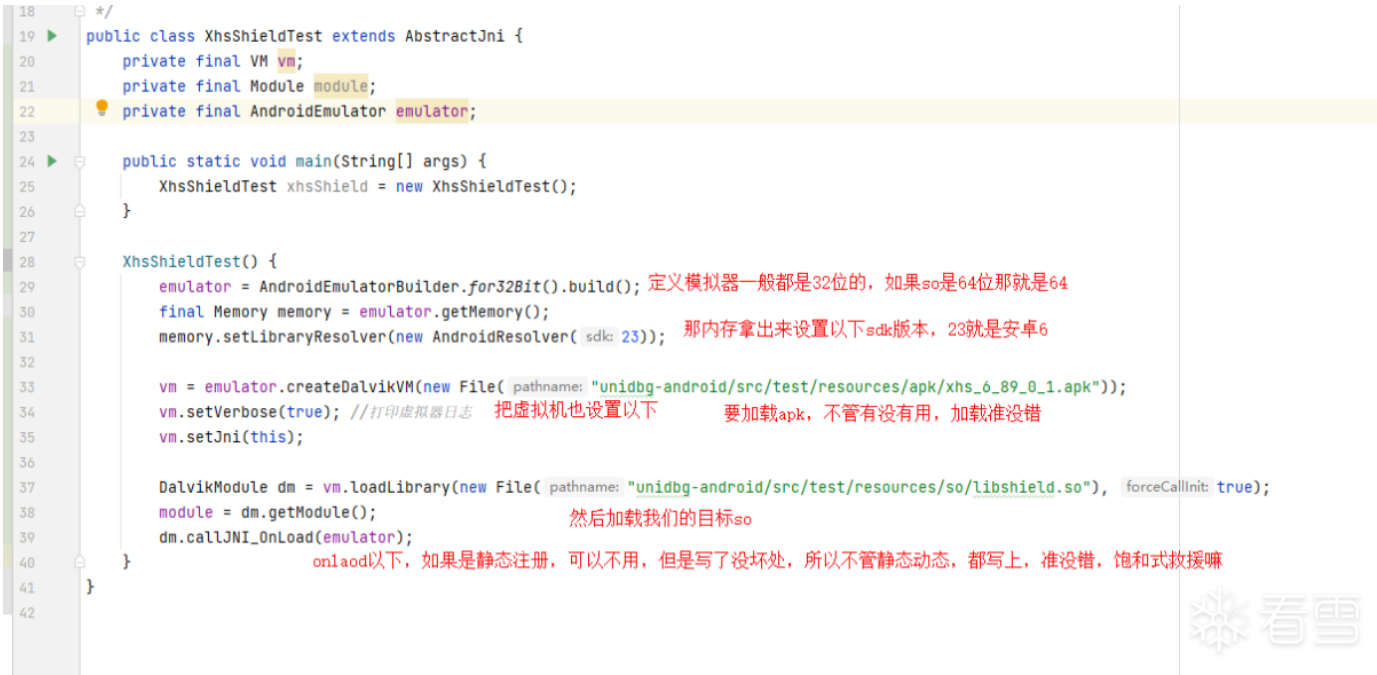 18 */
19 public class XhsShieldTest extends AbstractJni {
20 private final VM vm;
21 private final Module module;
22 private final AndroidEmulator emulator;
23
24 public static void main(String[] args) {
25 XhsShieldTest xhsShield = new XhsShieldTest();
26 }
27
28 XhsShieldTest() {
29 emulator = AndroidEmulatorBuilder.for32Bit().build(); 定义模拟器一般都是32位的，如果so是64位那就是64
30 final Memory memory = emulator.getMemory();
31 memory.setLibraryResolver(new AndroidResolver( sdk: 23)); 那内存拿出来设置以下sdk版本，23就是安卓6
32
33 vm = emulator.createDalvikVM(new File( pathname: "unidbg-android/src/test/resources/apk/xhs_6_89_0_1.apk"));
34 vm.setVerbose(true); //打印虚拟器日志 把虚拟机也设置以下 要加载apk，不管有没有用，加载准没错
35 vm.setJni(this);
36
37 DalvikModule dm = vm.loadLibrary(new File( pathname: "unidbg-android/src/test/resources/so/libshield.so"), forceCallInit: true);
38 module = dm.getModule(); 然后加载我们的目标so
39 dm.callJNI_OnLoad(emulator);
40 } onlaod以下，如果是静态注册，可以不用，但是写了没坏处，所以不管静态动态，都写上，准没错，饱和式救援嘛
41 }
42
看雪